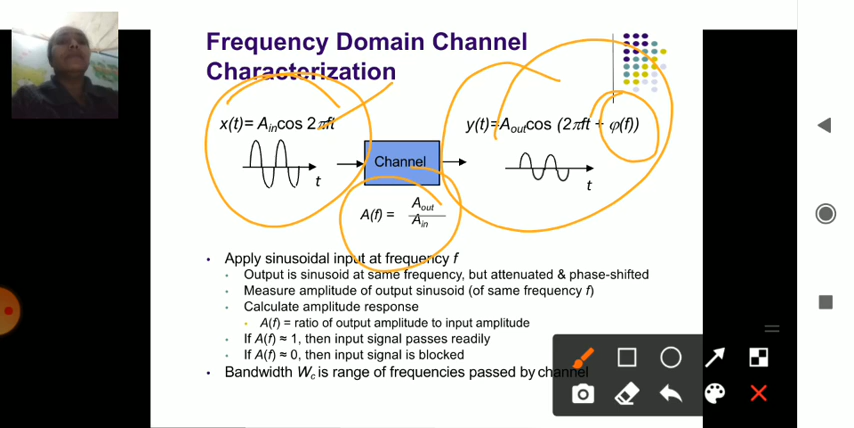 Frequency Domain Channel
Characterization
x(t)= Aincos 2πft
y(t)=Aoutcos (2πft + φ(f))
Channel
t
t
A(f) = Aout
Ain
• Apply sinusoidal input at frequency f
• Output is sinusoid at same frequency, but attenuated & phase-shifted
• Measure amplitude of output sinusoid (of same frequency f)
• Calculate amplitude response
• A(f) = ratio of output amplitude to input amplitude
• If A(f) ≈ 1, then input signal passes readily
• If A(f) ≈ 0, then input signal is blocked
• Bandwidth Wc is range of frequencies passed by channel